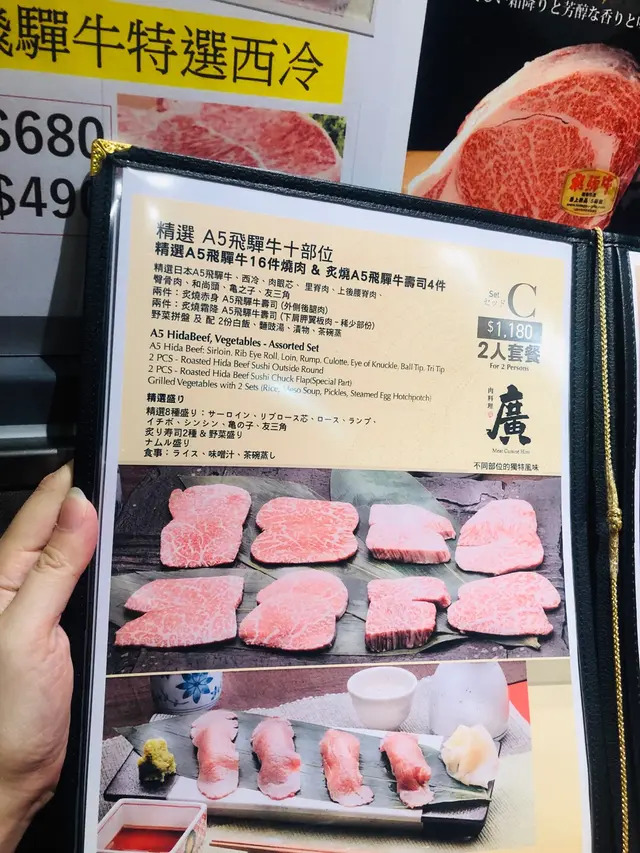 飛驒牛特選西冷
$680
$490
霜降りと芳醇な香りと
精選 A5飛驒牛十部位
精選A5飛驒牛16件燒肉 & 炙燒A5飛驒牛壽司4件
精選日本A5飛驒牛、西冷、肉眼芯、里脊肉、上後腰脊肉、
臀骨肉、和尚頭、亀之子、友三角
兩件：炙燒赤身 A5飛驒牛壽司 (外側後腿肉)
兩件：炙燒霜降 A5飛驒牛壽司 (下肩胛翼板肉 - 稀少部份)
野菜拼盤 及 配 2份白飯、麵豉湯、漬物、茶碗蒸
Set
セット
C
$1,180
2人套餐
For 2 Persons
A5 HidaBeef, Vegetables - Assorted Set
A5 Hida Beef: Sirloin, Rib Eye Roll, Loin, Rump, Culotte, Eye of Knuckle, Ball Tip, Tri Tip
2 PCS - Roasted Hida Beef Sushi Outside Round
2 PCS - Roasted Hida Beef Sushi Chuck Flap(Special Part)
Grilled Vegetables with 2 Sets (Rice, Miso Soup, Pickles, Steamed Egg Hotchpotch)
精選盛り
精選8種盛り：サーロイン、リブロース芯、ロース、ランプ、
イチボ、シンシン、亀の子、友三角
炙り寿司2種 & 野菜盛り
ナムル盛り
食事：ライス、味噌汁、茶碗蒸し
肉料理
廣
不同部位的獨特風味